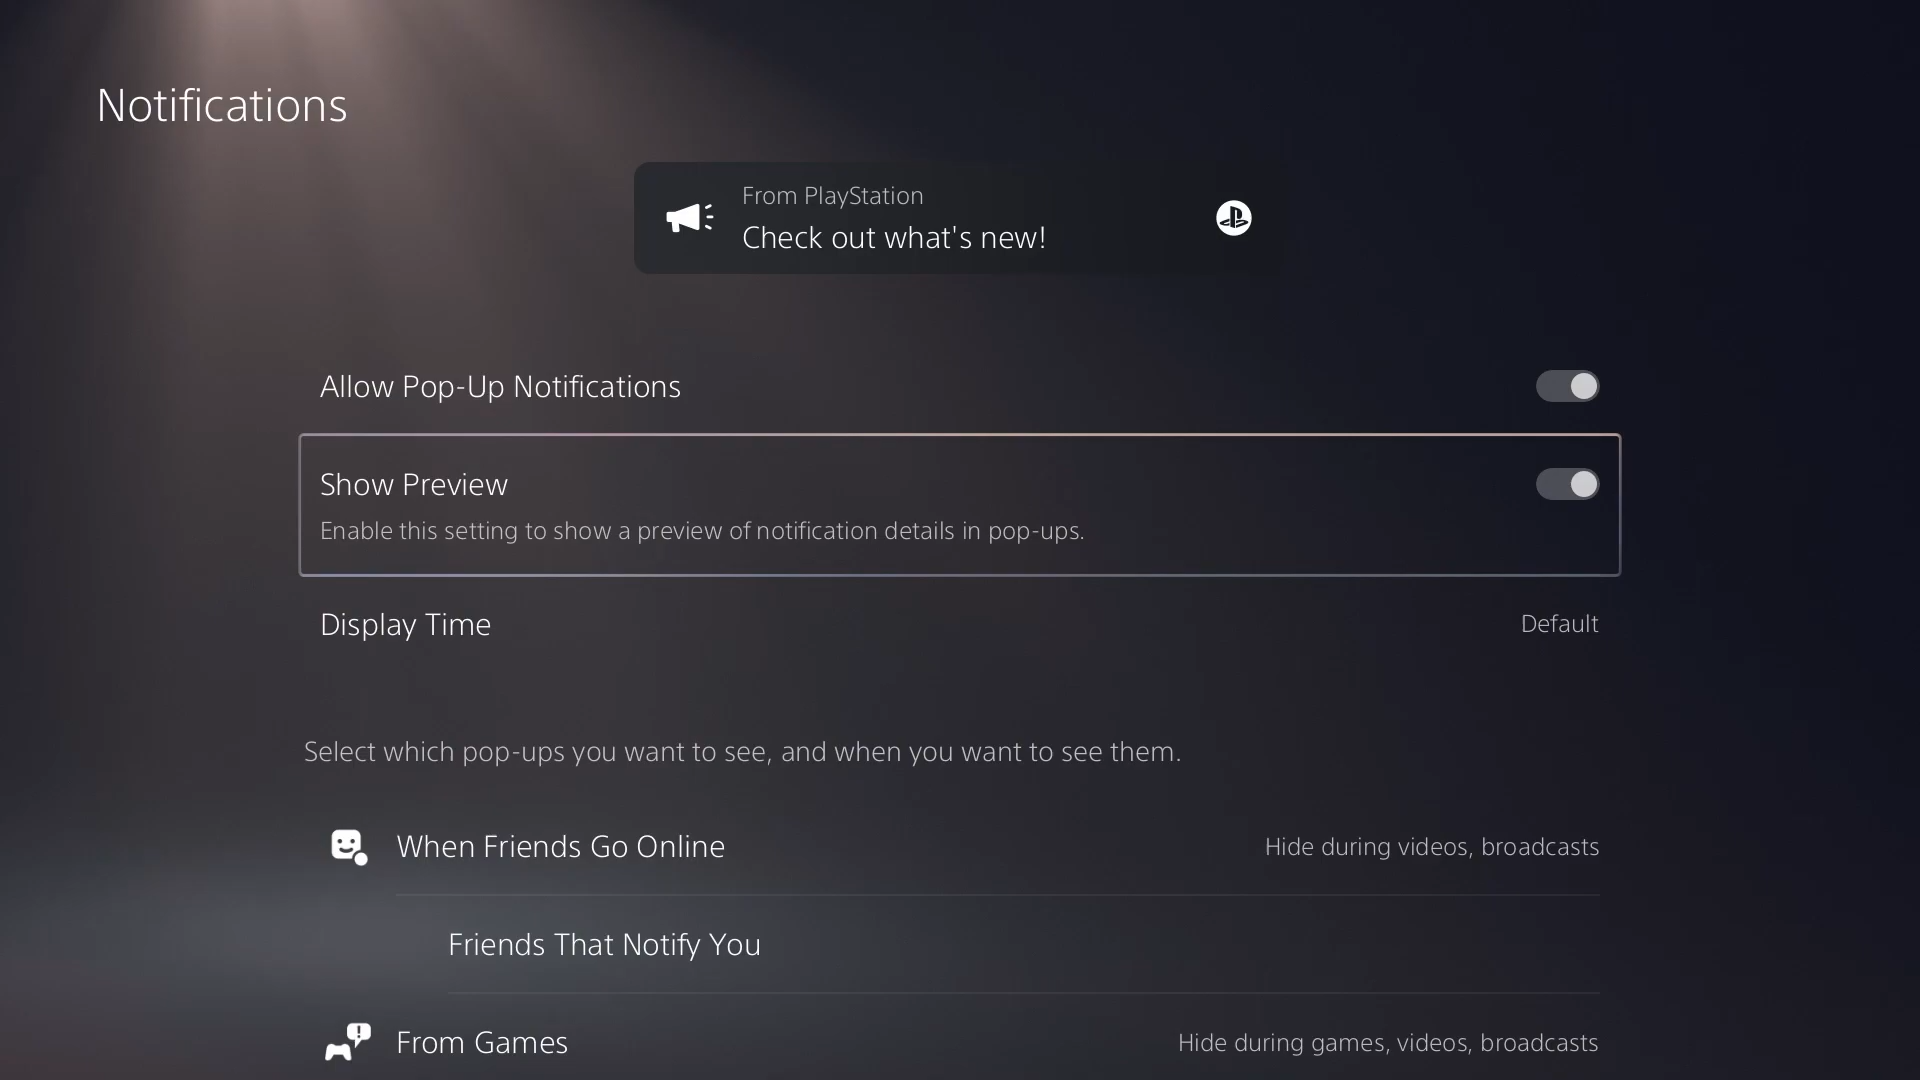 Notifications
From PlayStation
Check out what's new!
Allow Pop-Up Notifications
Show Preview
Enable this setting to show a preview of notification details in pop-ups.
Display Time Default
Select which pop-ups you want to see, and when you want to see them.
When Friends Go Online Hide during videos, broadcasts
Friends That Notify You
From Games Hide during games, videos, broadcasts